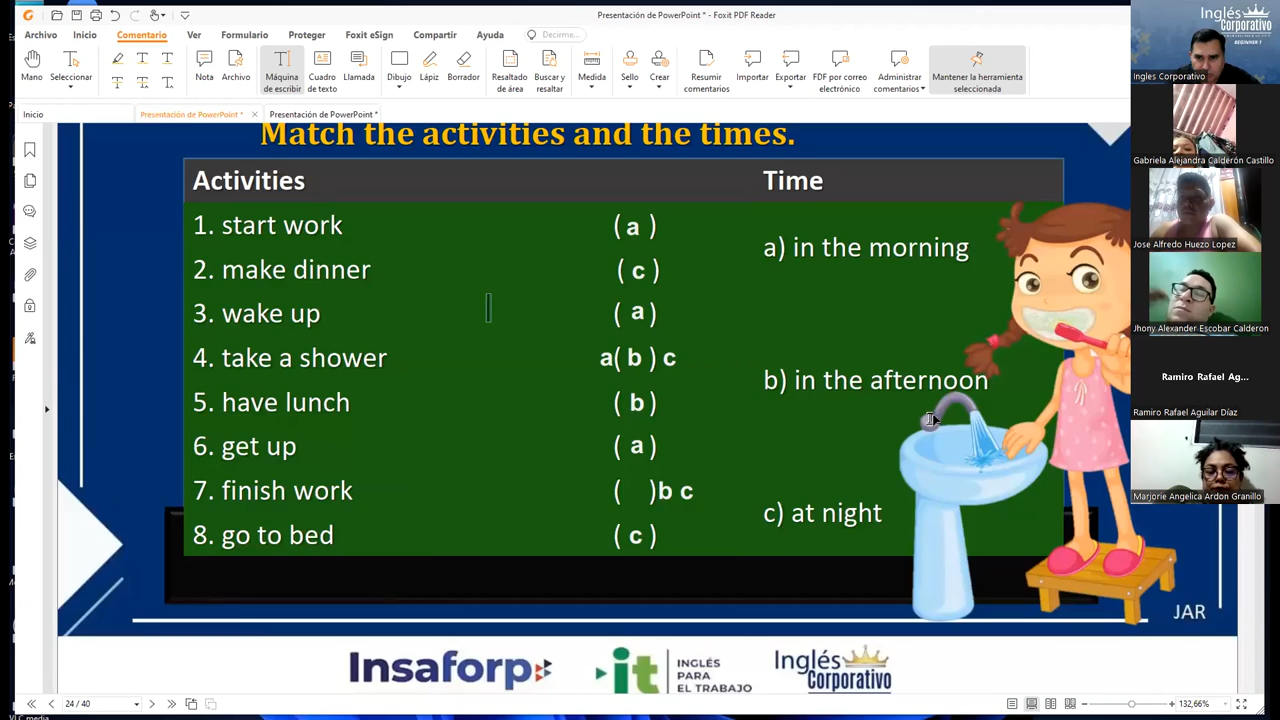 Presentación de PowerPoint * - Foxit PDF Reader
Archivo Inicio Comentario Ver Formulario Proteger Foxit eSign Compartir Ayuda Decirme...
Mano Seleccionar Nota Archivo Máquina de escribir Cuadro de texto Llamada Dibujo Lápiz Borrador Resaltado de área Buscar y resaltar Medida Sello Crear Resumir comentarios Importar Exportar PDF por correo electrónico Administrar comentarios Mantener la herramienta seleccionada
Inicio Presentación de PowerPoint * Presentación de PowerPoint *
Match the activities and the times.
Activities Time
1. start work ( a )
a) in the morning
2. make dinner ( c )
3. wake up ( a )
4. take a shower a( b ) c
b) in the afternoon
5. have lunch ( b )
6. get up ( a )
7. finish work ( )b c
c) at night
8. go to bed ( c )
JAR
Insaforp
it INGLÉS PARA EL TRABAJO
Inglés Corporativo
24 / 40
132,66%
VLC media
Inglés Corporativo
BEGINNER 1
Ingles Corporativo
Gabriela Alejandra Calderón Castillo
Jose Alfredo Huezo Lopez
Jhony Alexander Escobar Calderon
Ramiro Rafael Ag...
Ramiro Rafael Aguilar Díaz
Marjorie Angelica Ardon Granillo